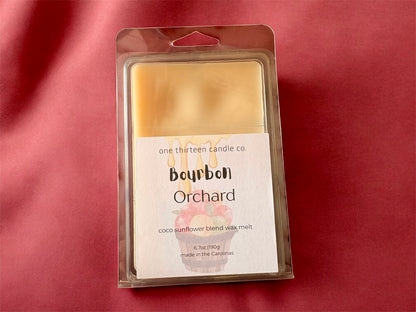 one thirteen candle co.
Bourbon
Orchard
coco sunflower blend wax melt
6.7oz/190g
made in the Carolinas